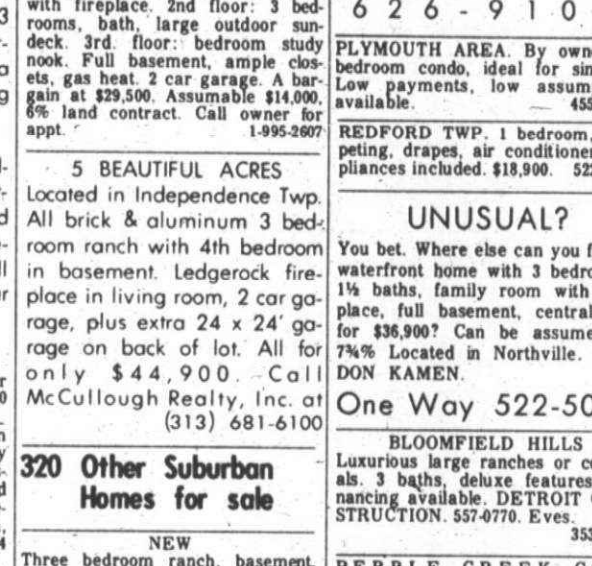 3
with fireplace. 2nd floor: 3 bed-
rooms, bath, large outdoor sun-
deck. 3rd. floor: bedroom study
nook. Full basement, ample clos-
ets, gas heat. 2 car garage. A bar-
gain at $29,500. Assumable $14,000,
6% land contract. Call owner for
appt. 1-995-2607
5 BEAUTIFUL ACRES
Located in Independence Twp.
All brick & aluminum 3 bed-
room ranch with 4th bedroom
in basement. Ledgerock fire-
place in living room, 2 car ga-
rage, plus extra 24 x 24' ga-
rage on back of lot. All for
only $44,900. Call
McCullough Realty, Inc. at
(313) 681-6100
320 Other Suburban
Homes for sale
NEW
Three bedroom ranch, basement,
626-910
PLYMOUTH AREA. By own
bedroom condo, ideal for sin
Low payments, low assum
available. 455
REDFORD TWP. 1 bedroom,
peting, drapes, air conditione
pliances included. $18,900. 522
UNUSUAL?
You bet. Where else can you f
waterfront home with 3 bedro
1½ baths, family room with
place, full basement, central
for $36,900? Can be assume
7¾% Located in Northville.
DON KAMEN.
One Way 522-50
BLOOMFIELD HILLS
Luxurious large ranches or c
als. 3 baths, deluxe features
nancing available. DETROIT
STRUCTION. 557-0770. Eves.
353